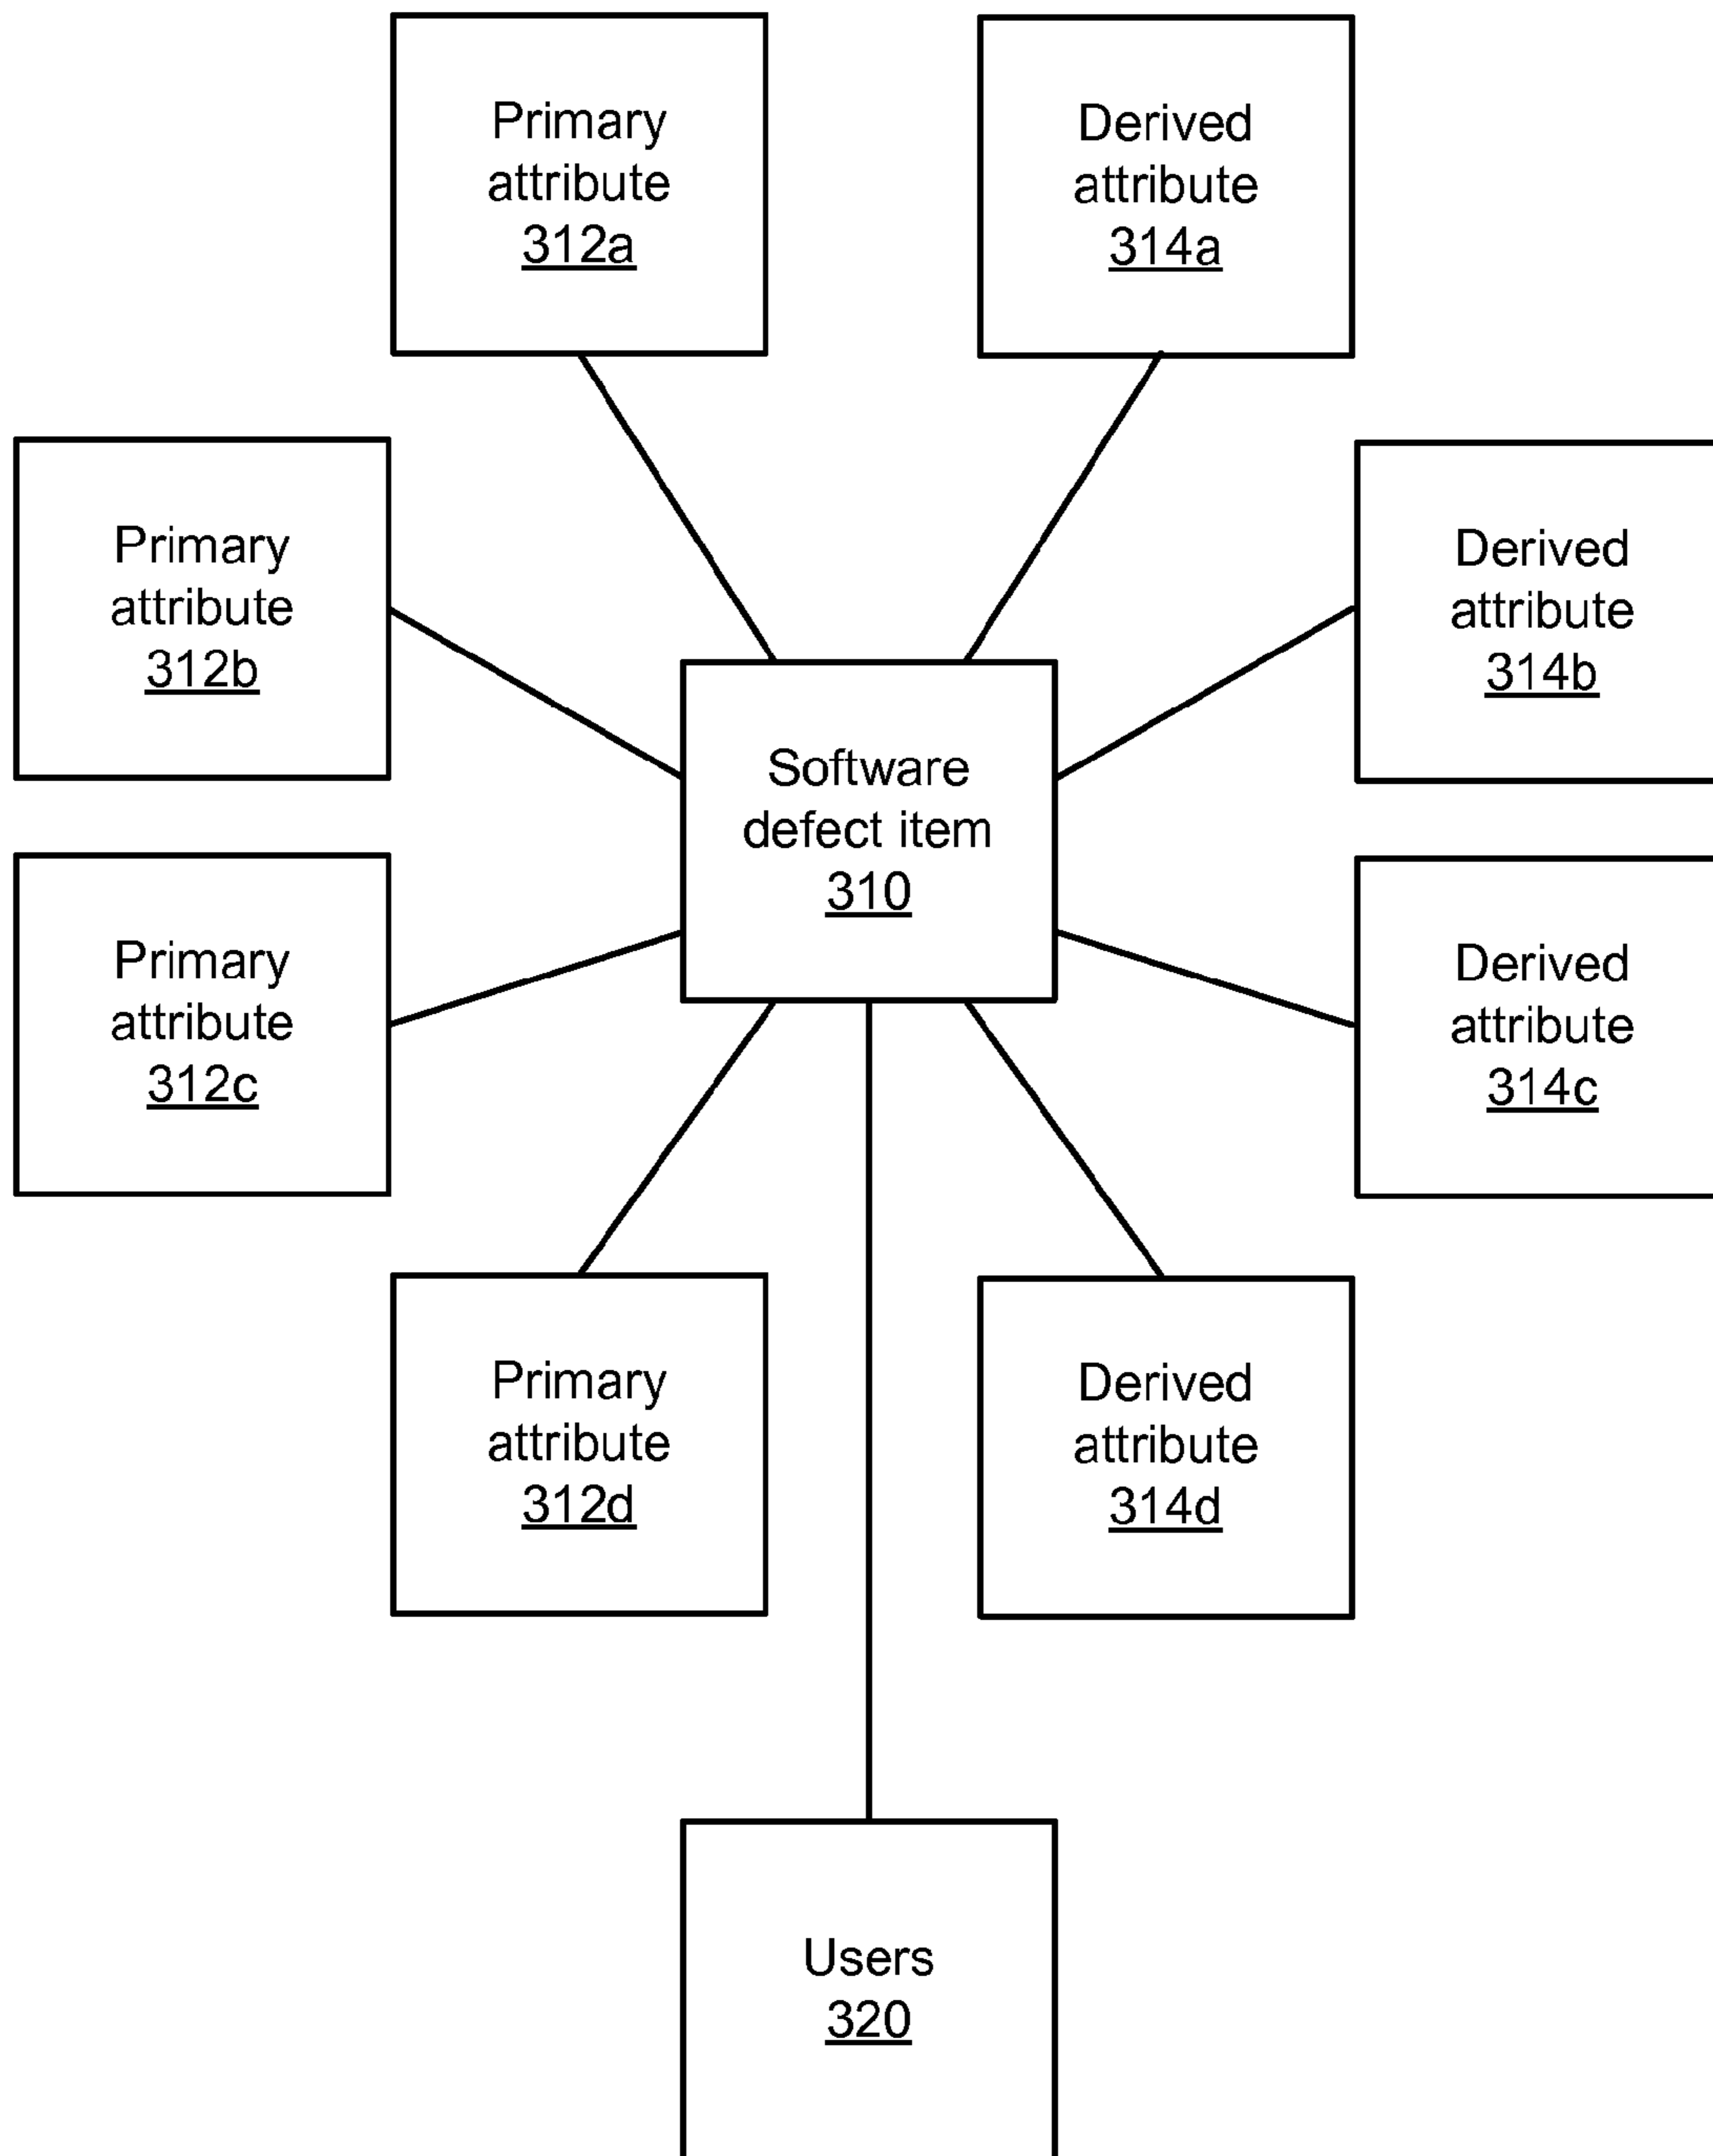 Primary
attribute
312a
Derived
attribute
314a
Primary
attribute
312b
Derived
attribute
314b
Software
defect item
310
Primary
attribute
312c
Derived
attribute
314c
Primary
attribute
312d
Derived
attribute
314d
Users
320